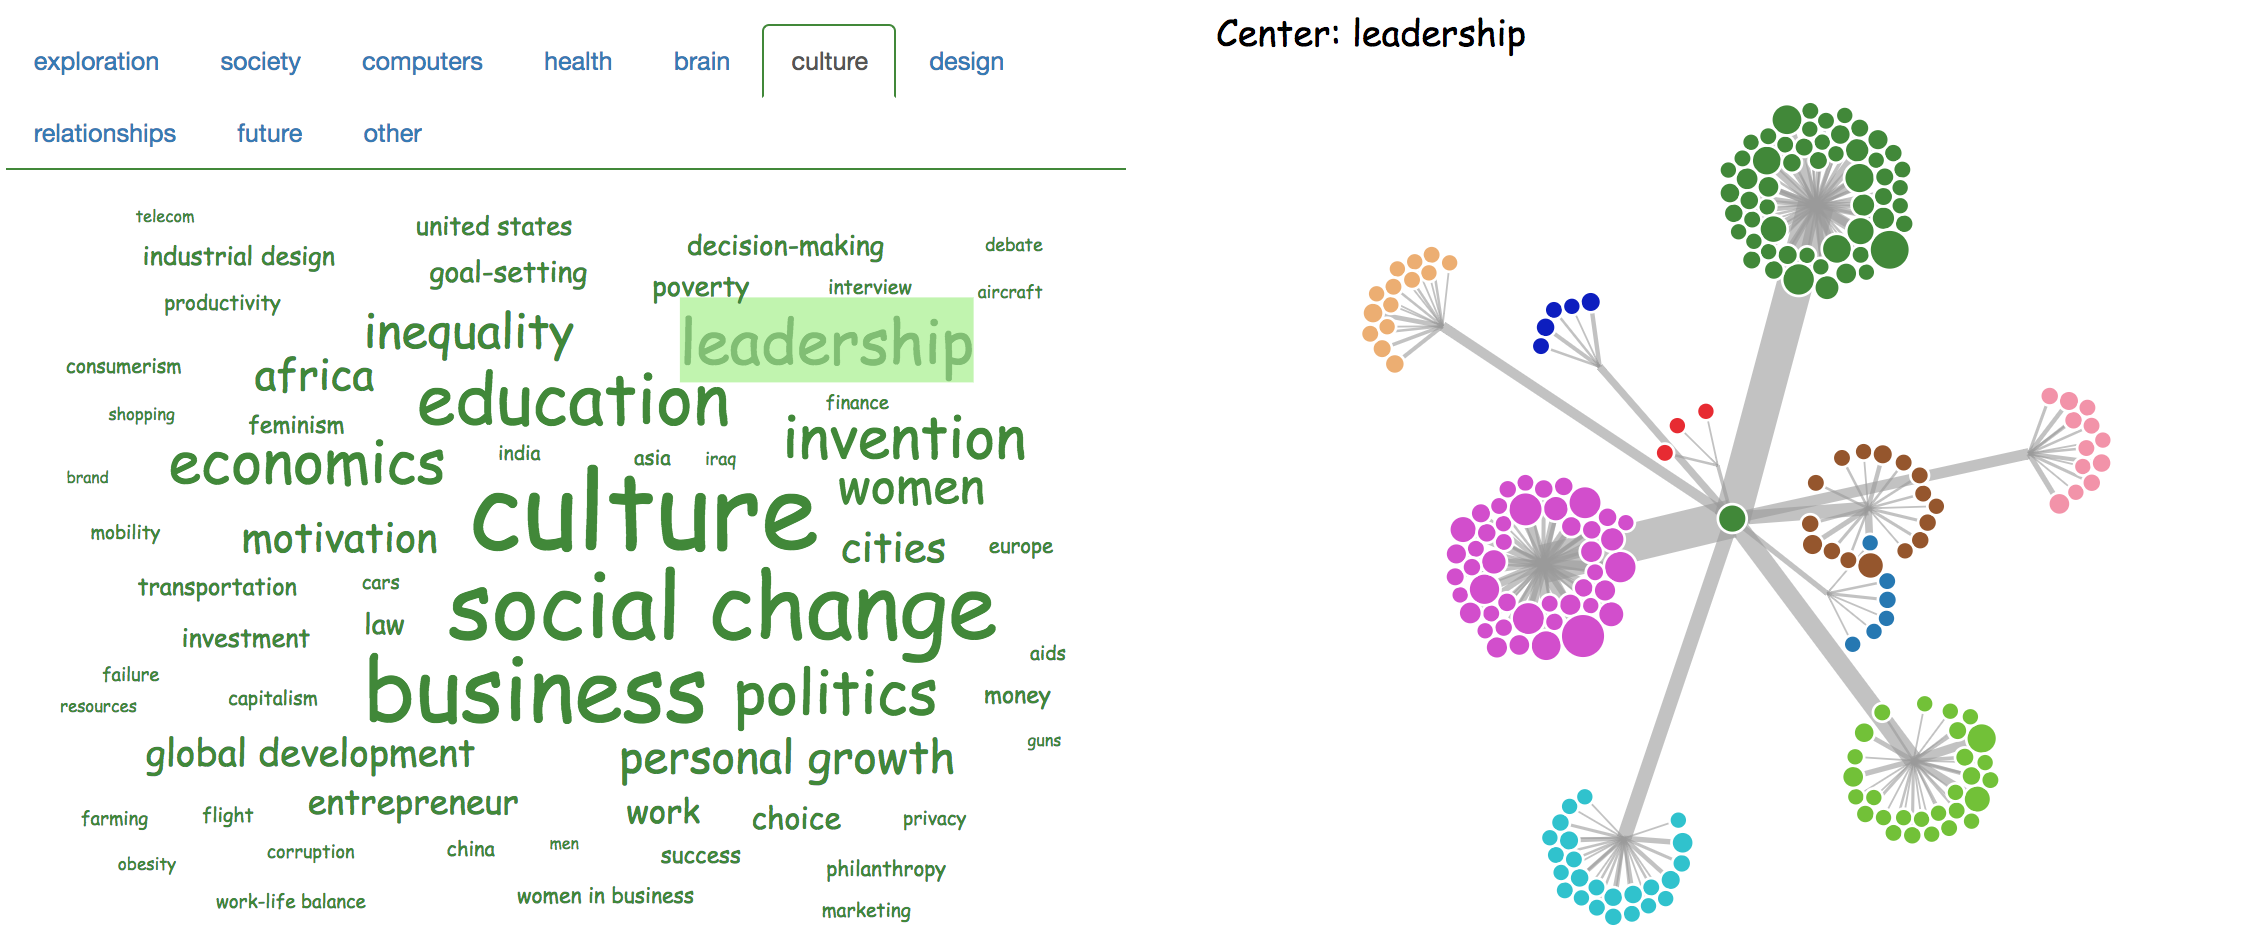 exploration society computers health brain culture design
relationships future other
Center: leadership
telecom
united states
industrial design
decision-making
debate
goal-setting
productivity
poverty
interview
aircraft
inequality
leadership
consumerism
africa
education
finance
shopping
feminism
invention
economics
india
asia
iraq
brand
culture
women
mobility
motivation
cities
europe
transportation
cars
social change
investment
law
aids
failure
resources
capitalism
business
politics
money
global development
personal growth
guns
farming
flight
entrepreneur
work
choice
privacy
obesity
corruption
china
men
success
philanthropy
work-life balance
women in business
marketing